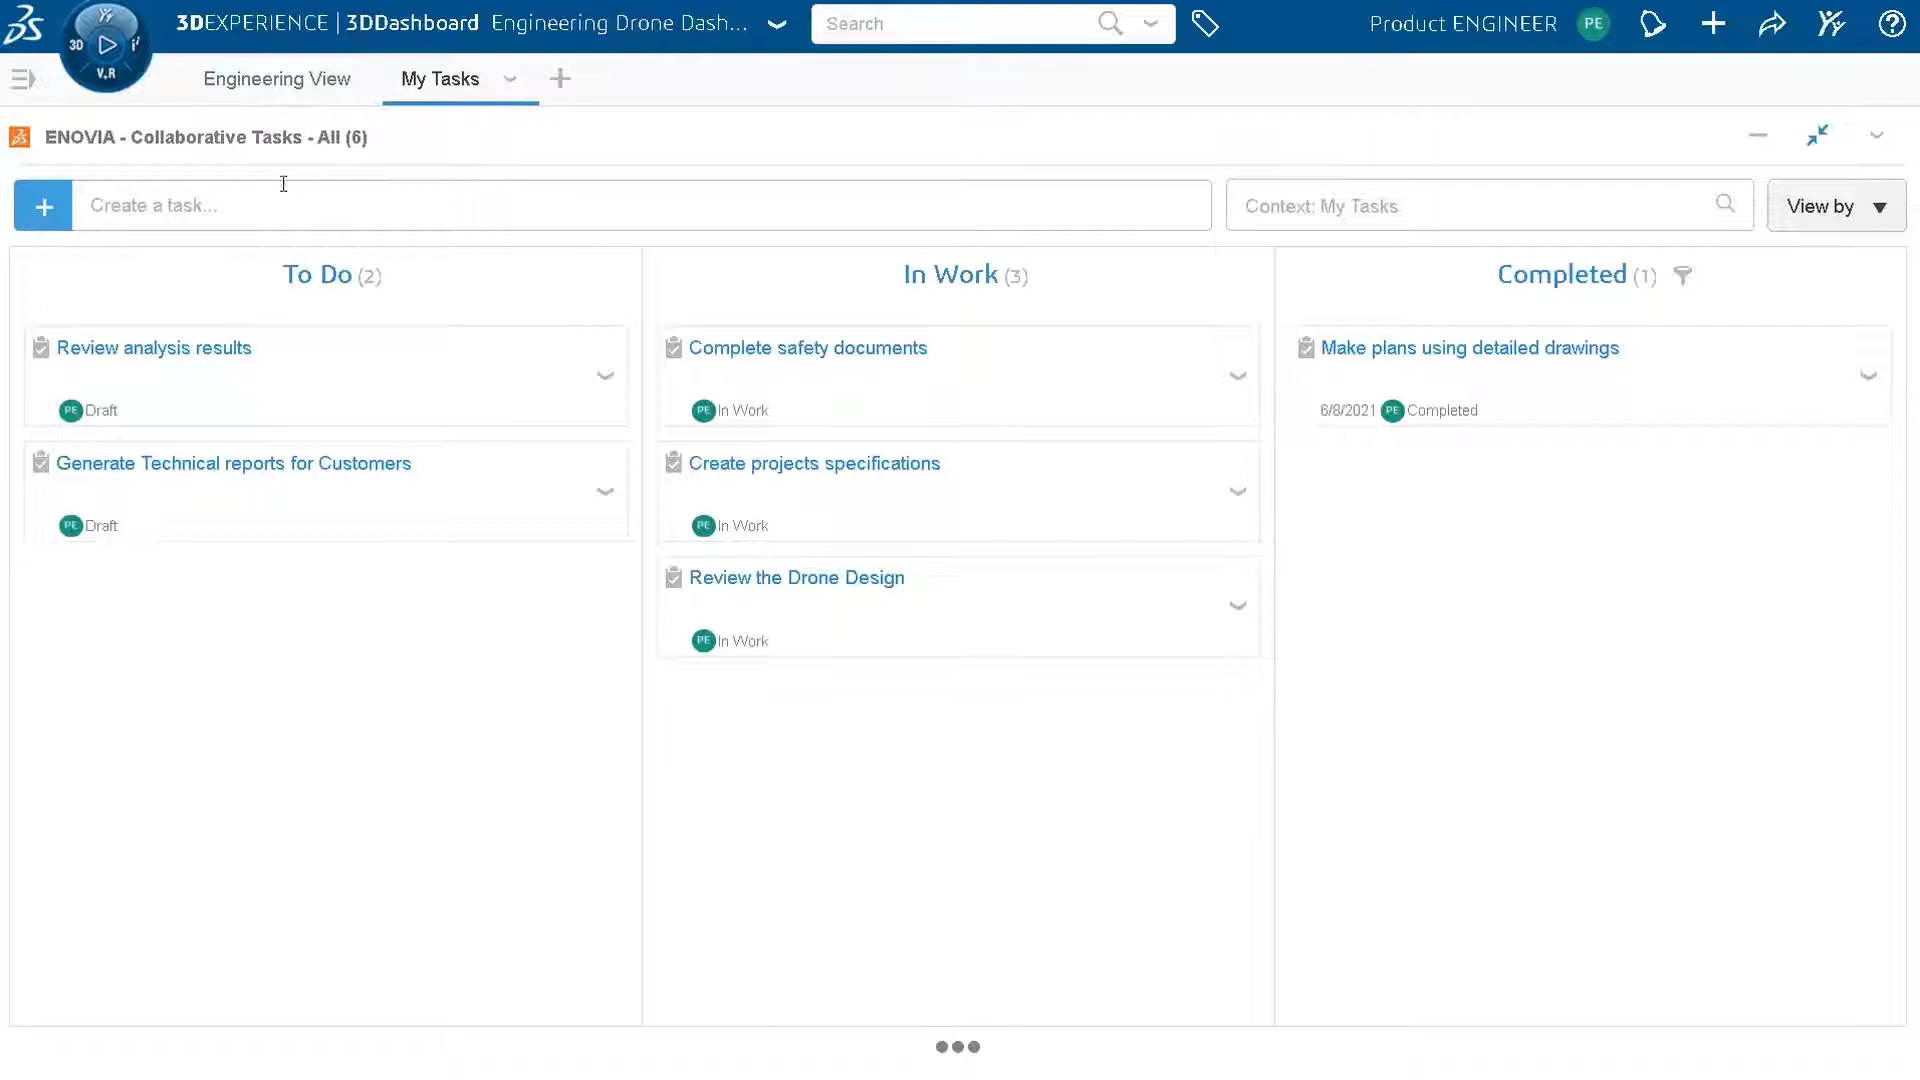 3DEXPERIENCE | 3DDashboard Engineering Drone Dash... Search Product ENGINEER PE
3D V,R
Engineering View My Tasks
ENOVIA - Collaborative Tasks - All (6)
Create a task... Context: My Tasks View by
To Do (2)
Review analysis results
PE Draft
Generate Technical reports for Customers
PE Draft
In Work (3)
Complete safety documents
PE In Work
Create projects specifications
PE In Work
Review the Drone Design
PE In Work
Completed (1)
Make plans using detailed drawings
6/8/2021 PE Completed